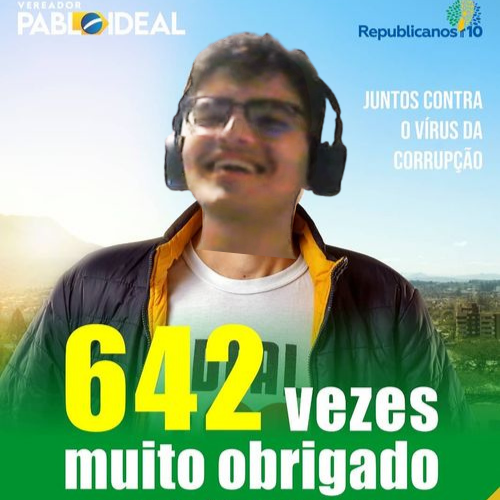 VEREADOR
PABLO IDEAL
Republicanos 10
JUNTOS CONTRA
O VÍRUS DA
CORRUPÇÃO
642 vezes
muito obrigado